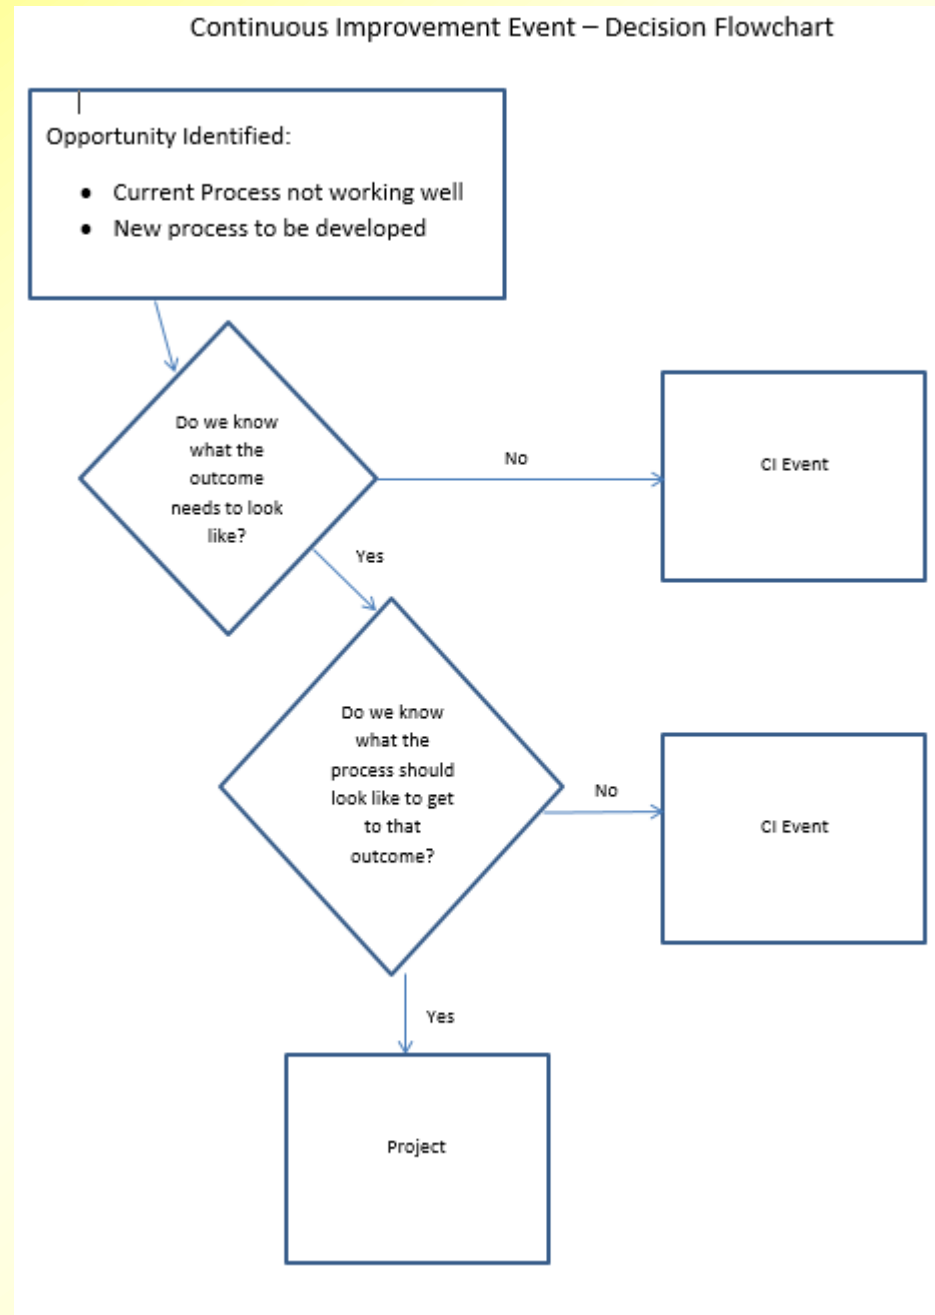 Continuous Improvement Event – Decision Flowchart
Opportunity Identified:
• Current Process not working well
• New process to be developed
Do we know
what the
outcome
needs to look
like?
No
CI Event
Yes
Do we know
what the
process should
look like to get
to that
outcome?
No
CI Event
Yes
Project